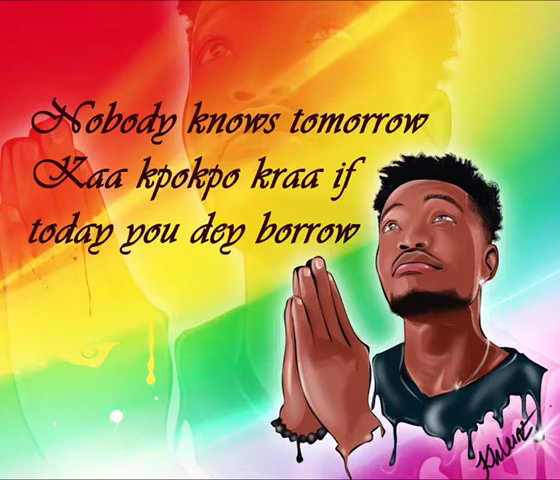 Nobody knows tomorrow
Kaa kpokpo kraa if
today you dey borrow